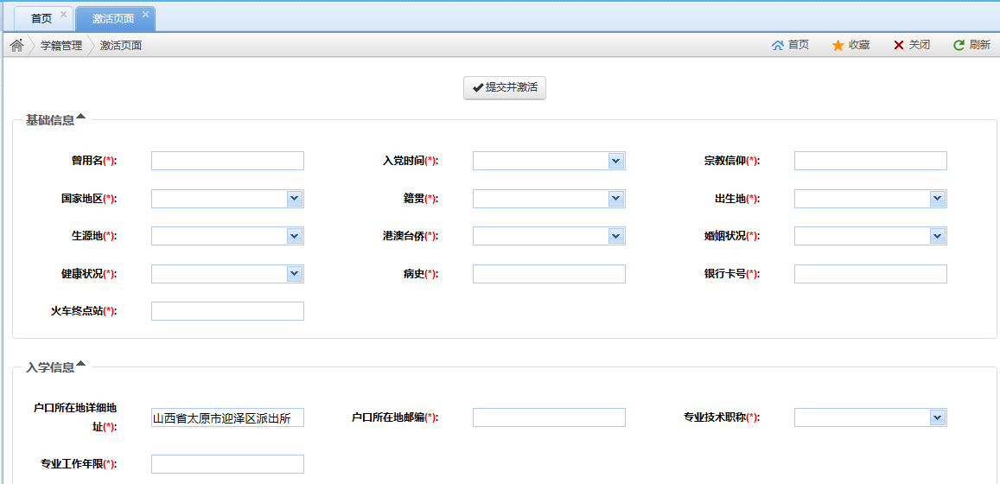 首页 激活页面
学籍管理 激活页面 首页 收藏 关闭 刷新
提交并激活
基础信息
曾用名(*): 入党时间(*): 宗教信仰(*):
国家地区(*): 籍贯(*): 出生地(*):
生源地(*): 港澳台侨(*): 婚姻状况(*):
健康状况(*): 病史(*): 银行卡号(*):
火车终点站(*):
入学信息
户口所在地详细地
址(*): 山西省太原市迎泽区派出所 户口所在地邮编(*): 专业技术职称(*):
专业工作年限(*):